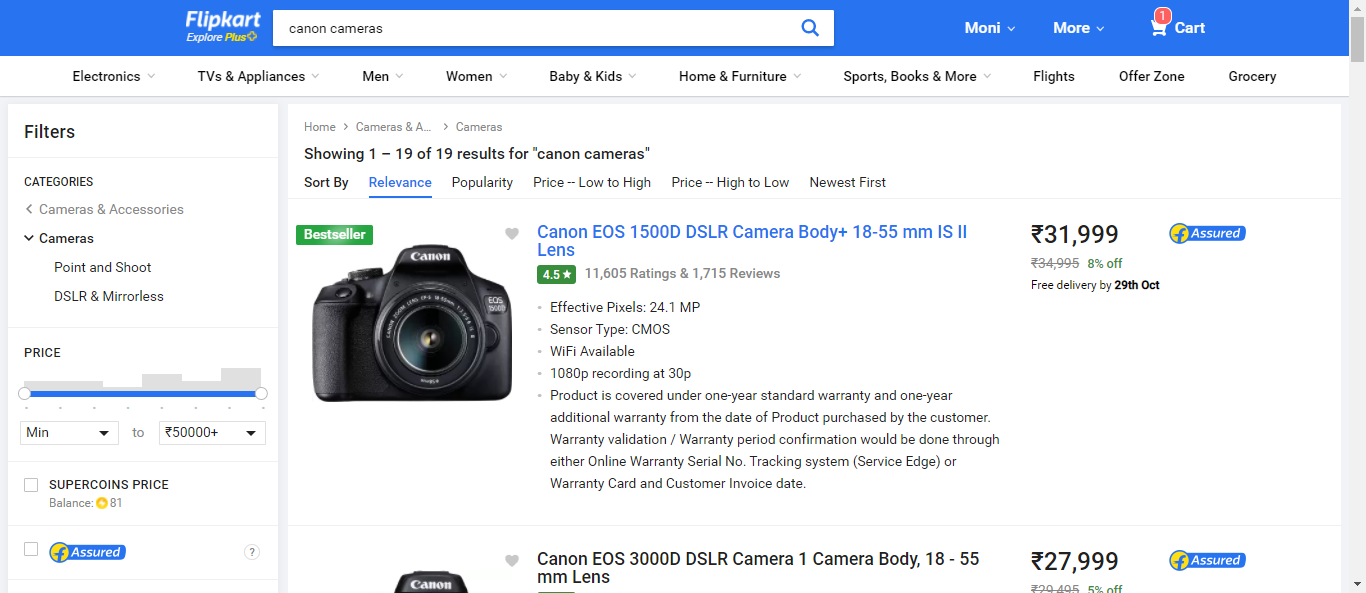 Flipkart
Explore Plus
canon cameras
Moni
More
1
Cart
Electronics
TVs & Appliances
Men
Women
Baby & Kids
Home & Furniture
Sports, Books & More
Flights
Offer Zone
Grocery
Filters
CATEGORIES
Cameras & Accessories
Cameras
Point and Shoot
DSLR & Mirrorless
PRICE
Min
to
₹50000+
SUPERCOINS PRICE
Balance: 81
f Assured
?
Home
Cameras & A...
Cameras
Showing 1 – 19 of 19 results for "canon cameras"
Sort By
Relevance
Popularity
Price -- Low to High
Price -- High to Low
Newest First
Bestseller
Canon
EOS
1500D
Canon EOS 1500D DSLR Camera Body+ 18-55 mm IS II
Lens
4.5★
11,605 Ratings & 1,715 Reviews
Effective Pixels: 24.1 MP
Sensor Type: CMOS
WiFi Available
1080p recording at 30p
Product is covered under one-year standard warranty and one-year
additional warranty from the date of Product purchased by the customer.
Warranty validation / Warranty period confirmation would be done through
either Online Warranty Serial No. Tracking system (Service Edge) or
Warranty Card and Customer Invoice date.
₹31,999
₹34,995 8% off
Free delivery by 29th Oct
f Assured
Canon
Canon EOS 3000D DSLR Camera 1 Camera Body, 18 - 55
mm Lens
₹27,999
₹29,495 5% off
f Assured